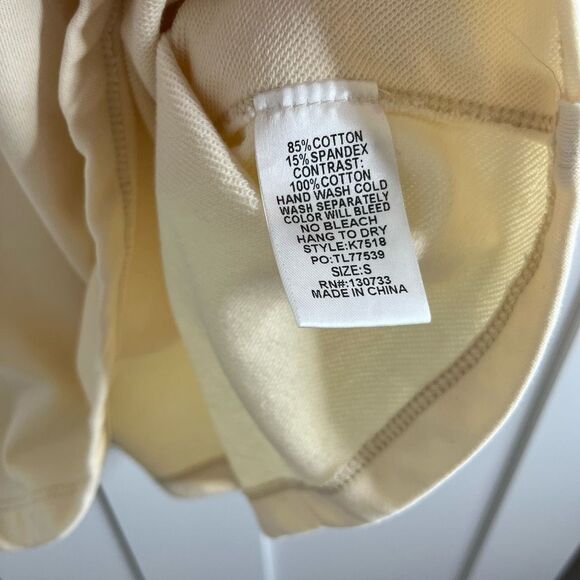 85%COTTON
15%SPANDEX
CONTRAST:
100%COTTON
HAND WASH COLD
WASH SEPARATELY
COLOR WILL BLEED
NO BLEACH
HANG TO DRY
STYLE:K7518
PO:TL77539
SIZE:S
RN#:130733
MADE IN CHINA